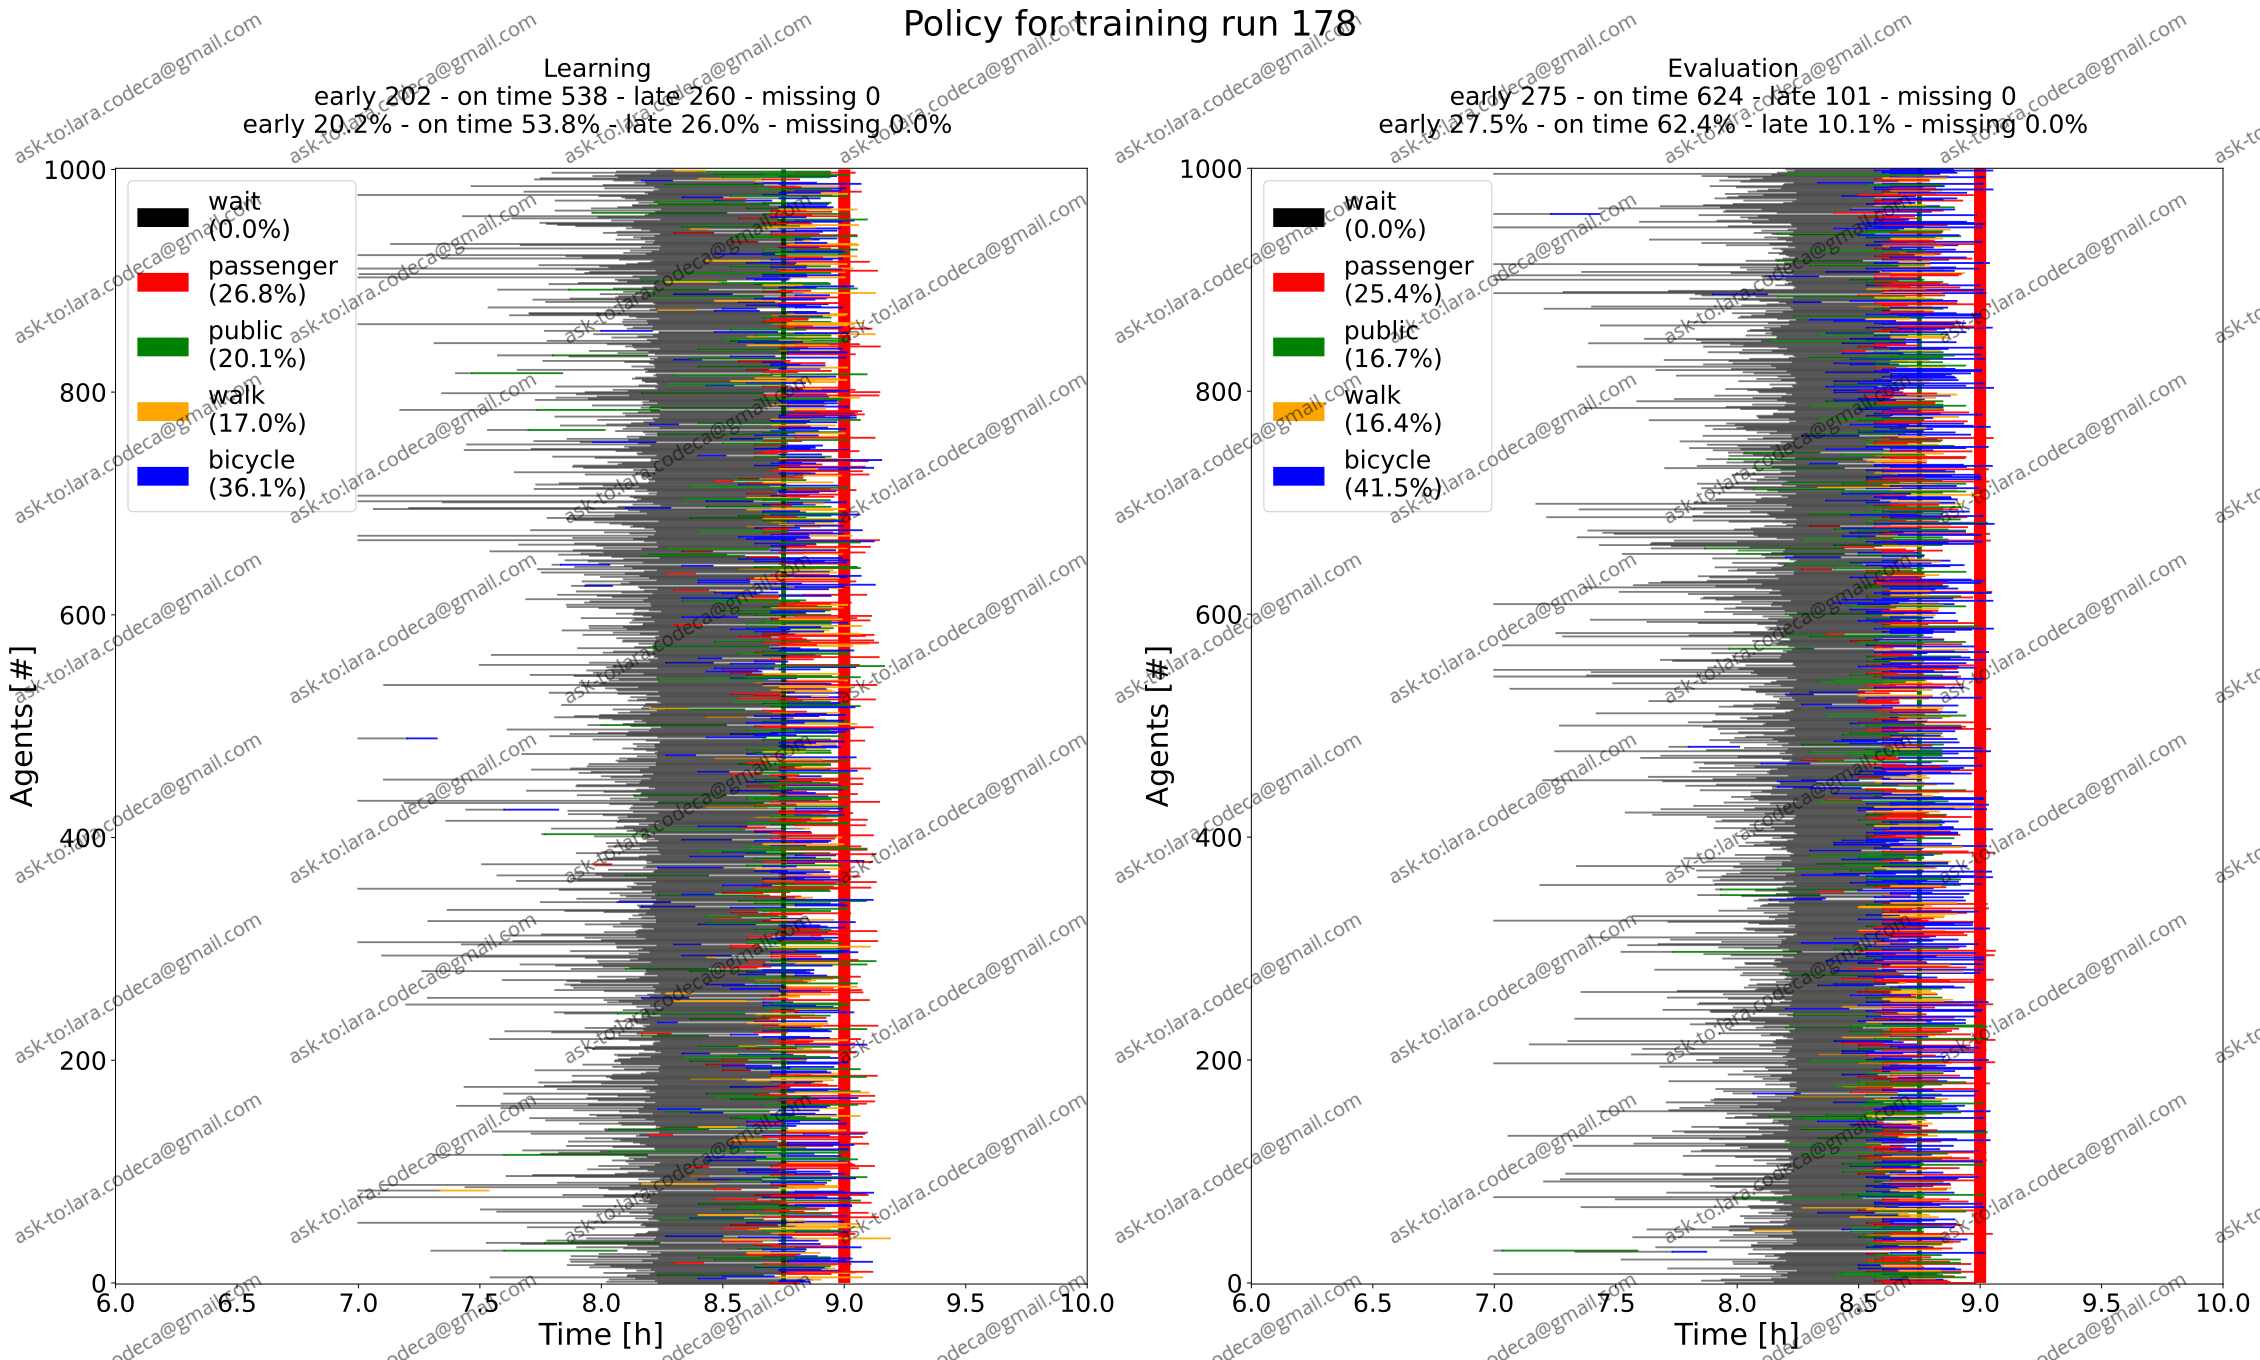 Policy for training run 178
Learning
early 202 - on time 538 - late 260 - missing 0
early 20.2% - on time 53.8% - late 26.0% - missing 0.0%
1000
800
600
400
200
0
Agents [#]
wait
(0.0%)
passenger
(26.8%)
public
(20.1%)
walk
(17.0%)
bicycle
(36.1%)
6.0 6.5 7.0 7.5 8.0 8.5 9.0 9.5 10.0
Time [h]
Evaluation
early 275 - on time 624 - late 101 - missing 0
early 27.5% - on time 62.4% - late 10.1% - missing 0.0%
1000
800
600
400
200
0
Agents [#]
wait
(0.0%)
passenger
(25.4%)
public
(16.7%)
walk
(16.4%)
bicycle
(41.5%)
6.0 6.5 7.0 7.5 8.0 8.5 9.0 9.5 10.0
Time [h]
ask-to:lara.codeca@gmail.com